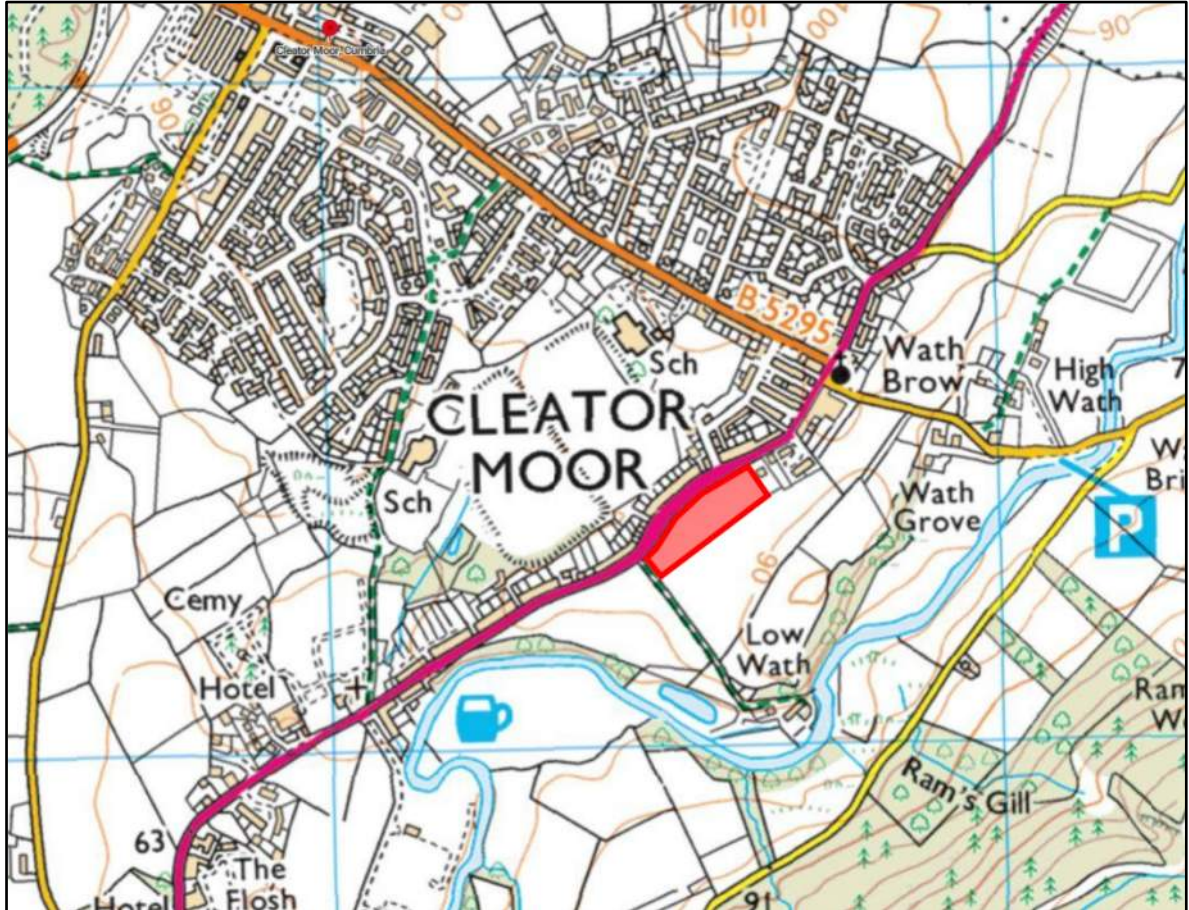 Cleator Moor, Cumbria
101
100
90
90
B 5295
Wath
Brow
High
Wath
Sch
CLEATOR
MOOR
Sch
Wath
Grove
P
90
Cemy
Low
Wath
Hotel
Ram's Gill
63
The
Flosh
Hotel
91